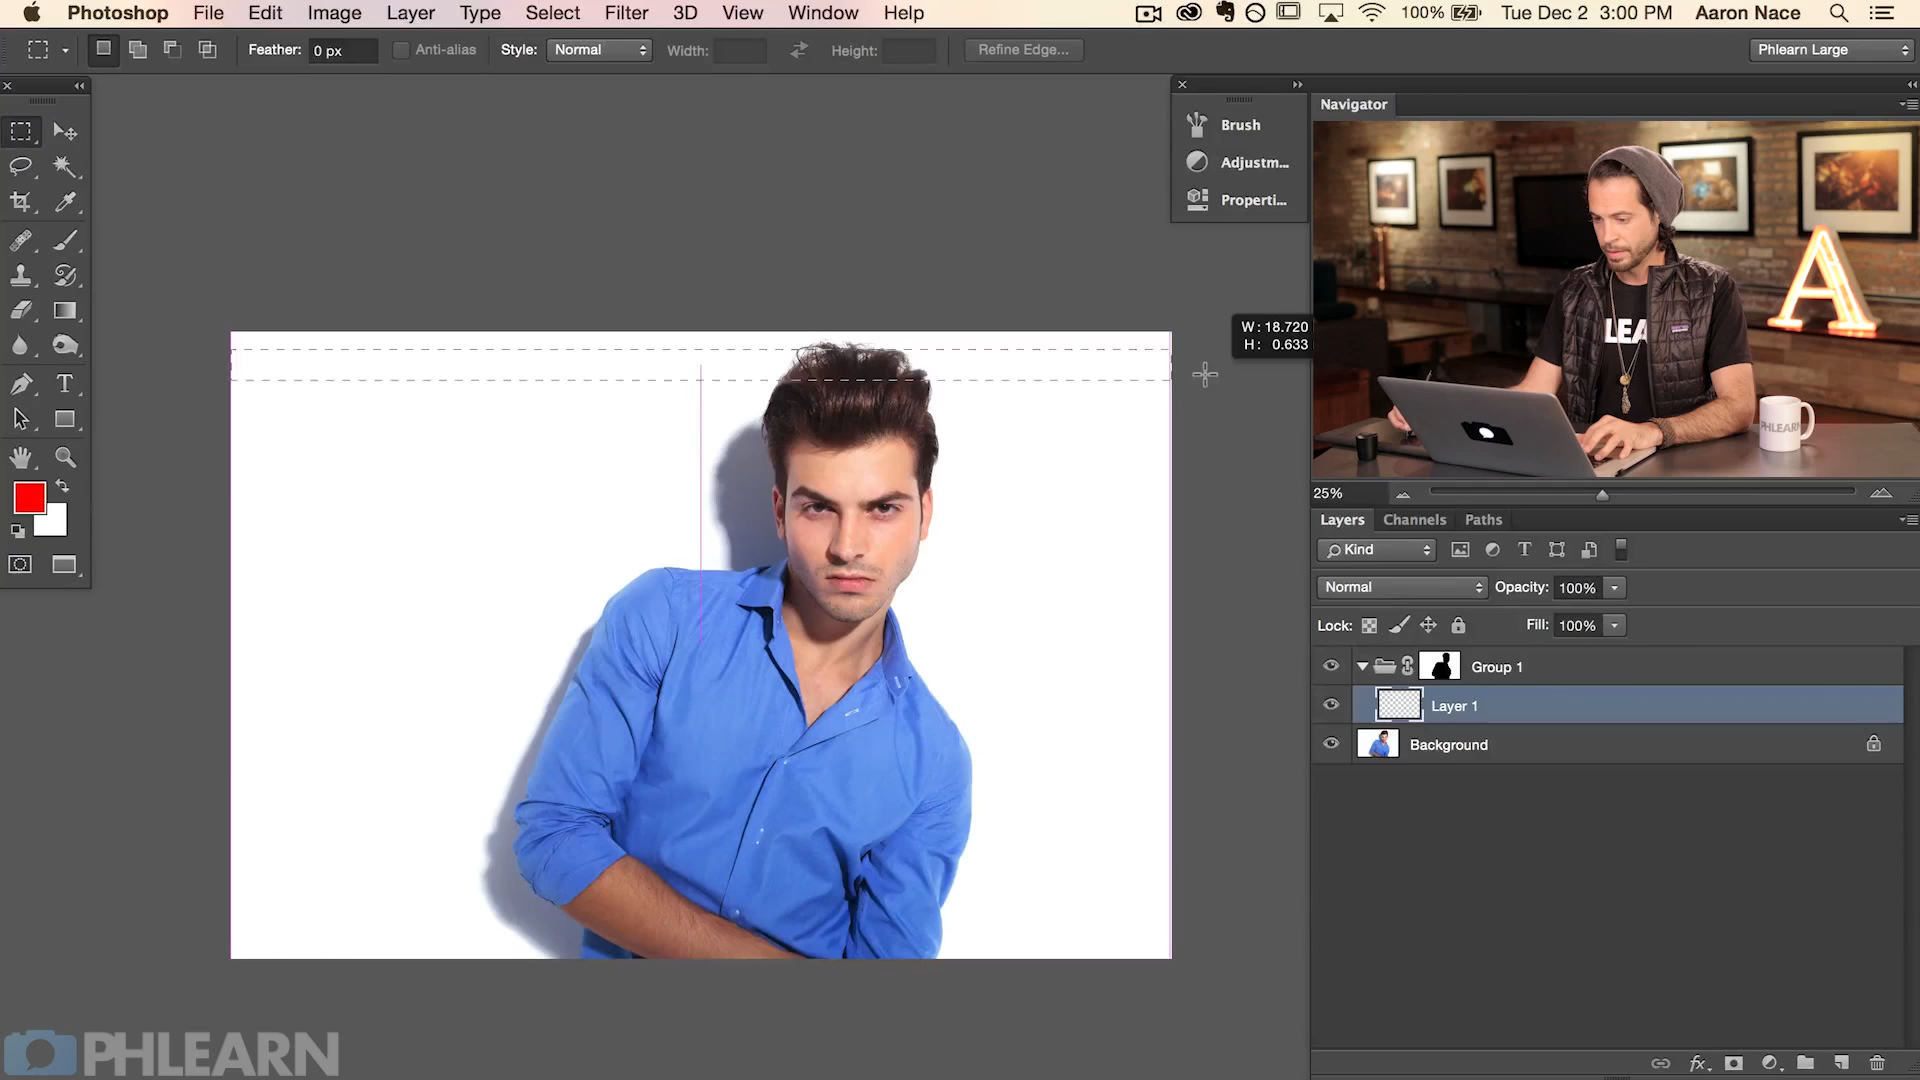 Photoshop File Edit Image Layer Type Select Filter 3D View Window Help 100% Tue Dec 2 3:00 PM Aaron Nace
Feather: 0 px Anti-alias Style: Normal Width: Height: Refine Edge... Phlearn Large
Navigator
Brush
Adjustm...
Properti...
W: 18.720
H: 0.633
LEA
A
PHLEARN
25%
Layers Channels Paths
Kind
Normal Opacity: 100%
Lock: Fill: 100%
Group 1
Layer 1
Background
fx
PHLEARN